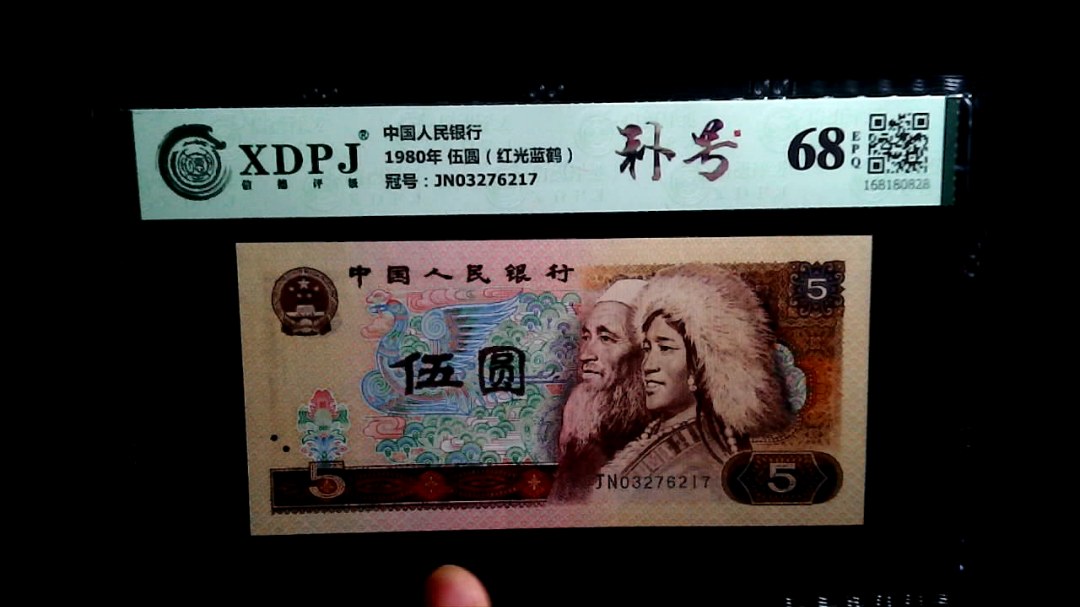 XDPJ®
信德评级
中国人民银行
1980年 伍圆（红光蓝鹤）
冠号：JN03276217
补号
68
EPQ
168180828
中国人民银行
5
伍圆
5
JN03276217
5